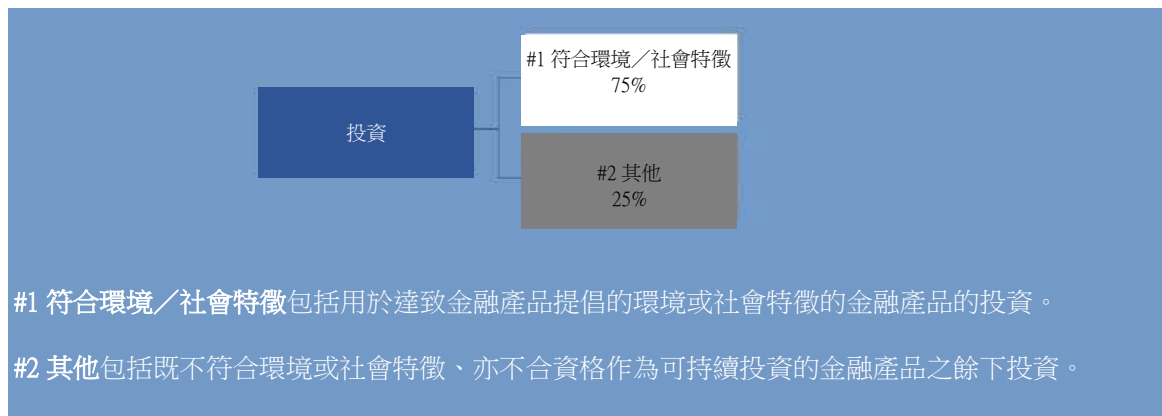 投資
#1 符合環境／社會特徵
75%
#2 其他
25%
#1 符合環境／社會特徵包括用於達致金融產品提倡的環境或社會特徵的金融產品的投資。
#2 其他包括既不符合環境或社會特徵、亦不合資格作為可持續投資的金融產品之餘下投資。